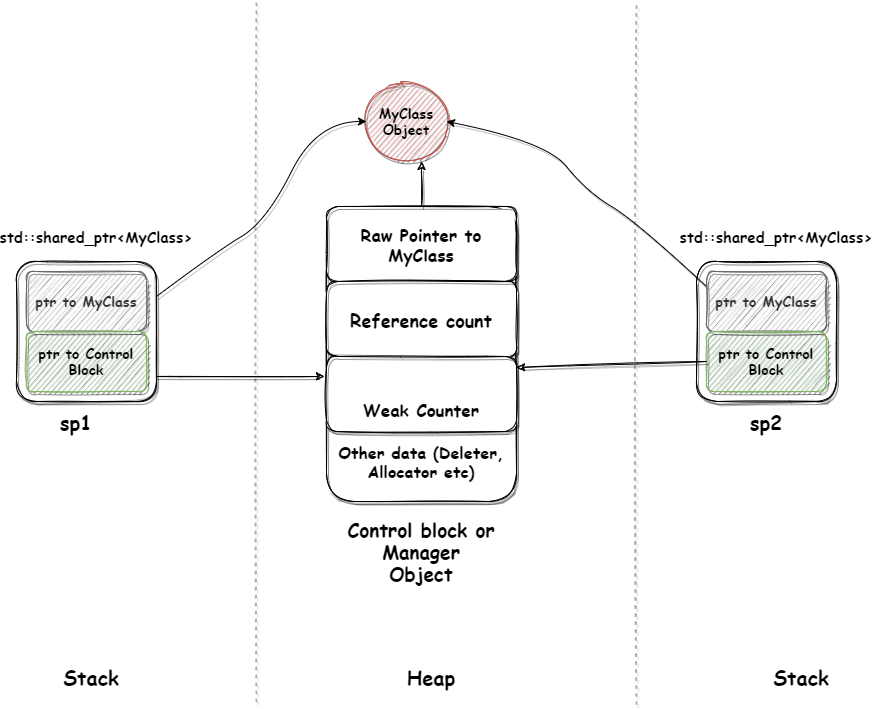 MyClass
Object
std::shared_ptr<MyClass>
ptr to MyClass
ptr to Control
Block
sp1
Raw Pointer to
MyClass
Reference count
Weak Counter
Other data (Deleter,
Allocator etc)
Control block or
Manager
Object
std::shared_ptr<MyClass>
ptr to MyClass
ptr to Control
Block
sp2
Stack
Heap
Stack